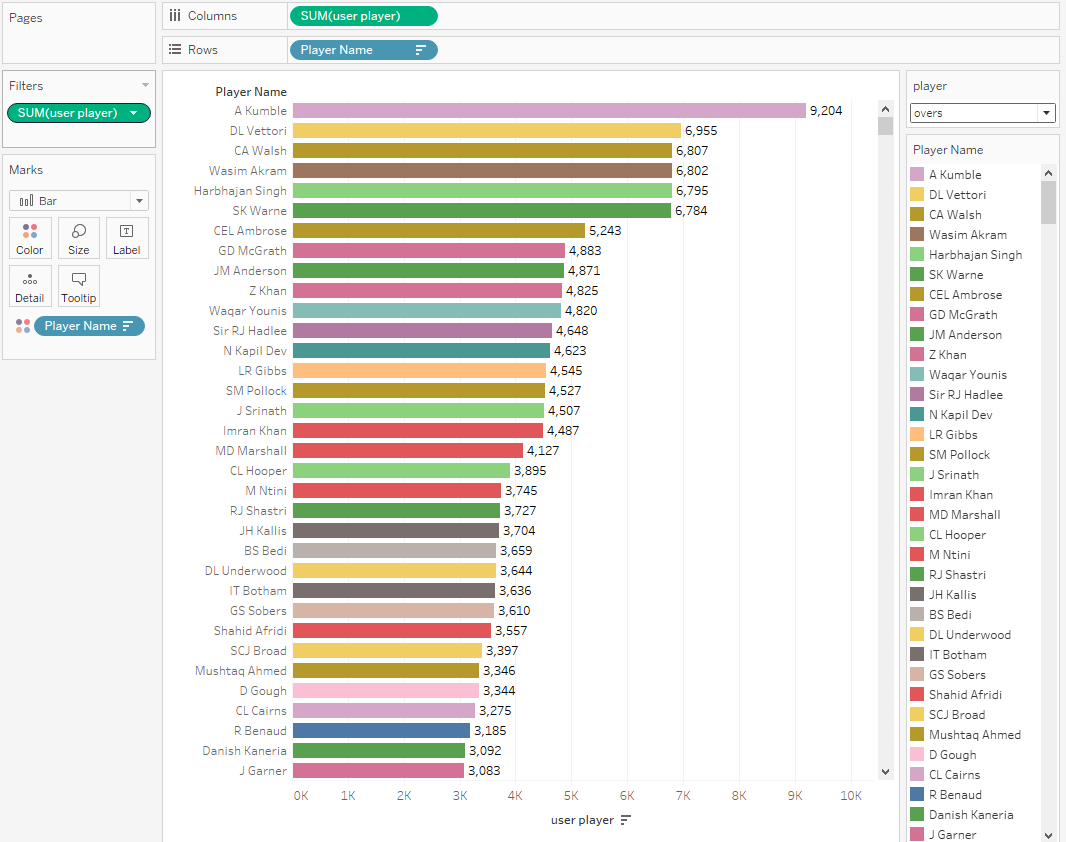 Pages
Columns
SUM(user player)
Rows
Player Name
Filters
SUM(user player)
Marks
Bar
Color
Size
Label
Detail
Tooltip
Player Name
Player Name
A Kumble 9,204
DL Vettori 6,955
CA Walsh 6,807
Wasim Akram 6,802
Harbhajan Singh 6,795
SK Warne 6,784
CEL Ambrose 5,243
GD McGrath 4,883
JM Anderson 4,871
Z Khan 4,825
Waqar Younis 4,820
Sir RJ Hadlee 4,648
N Kapil Dev 4,623
LR Gibbs 4,545
SM Pollock 4,527
J Srinath 4,507
Imran Khan 4,487
MD Marshall 4,127
CL Hooper 3,895
M Ntini 3,745
RJ Shastri 3,727
JH Kallis 3,704
BS Bedi 3,659
DL Underwood 3,644
IT Botham 3,636
GS Sobers 3,610
Shahid Afridi 3,557
SCJ Broad 3,397
Mushtaq Ahmed 3,346
D Gough 3,344
CL Cairns 3,275
R Benaud 3,185
Danish Kaneria 3,092
J Garner 3,083
0K 1K 2K 3K 4K 5K 6K 7K 8K 9K 10K
user player
player
overs
Player Name
A Kumble
DL Vettori
CA Walsh
Wasim Akram
Harbhajan Singh
SK Warne
CEL Ambrose
GD McGrath
JM Anderson
Z Khan
Waqar Younis
Sir RJ Hadlee
N Kapil Dev
LR Gibbs
SM Pollock
J Srinath
Imran Khan
MD Marshall
CL Hooper
M Ntini
RJ Shastri
JH Kallis
BS Bedi
DL Underwood
IT Botham
GS Sobers
Shahid Afridi
SCJ Broad
Mushtaq Ahmed
D Gough
CL Cairns
R Benaud
Danish Kaneria
J Garner